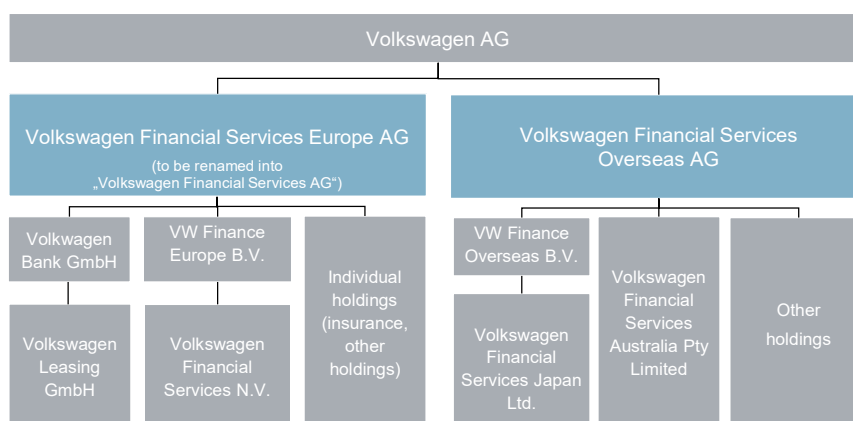 Volkswagen AG
Volkswagen Financial Services Europe AG
(to be renamed into
„Volkswagen Financial Services AG“)
Volkswagen Financial Services
Overseas AG
Volkwagen
Bank GmbH
VW Finance
Europe B.V.
Individual
holdings
(insurance,
other
holdings)
Volkswagen
Leasing
GmbH
Volkswagen
Financial
Services N.V.
VW Finance
Overseas B.V.
Volkswagen
Financial
Services
Australia Pty
Limited
Other
holdings
Volkswagen
Financial
Services Japan
Ltd.